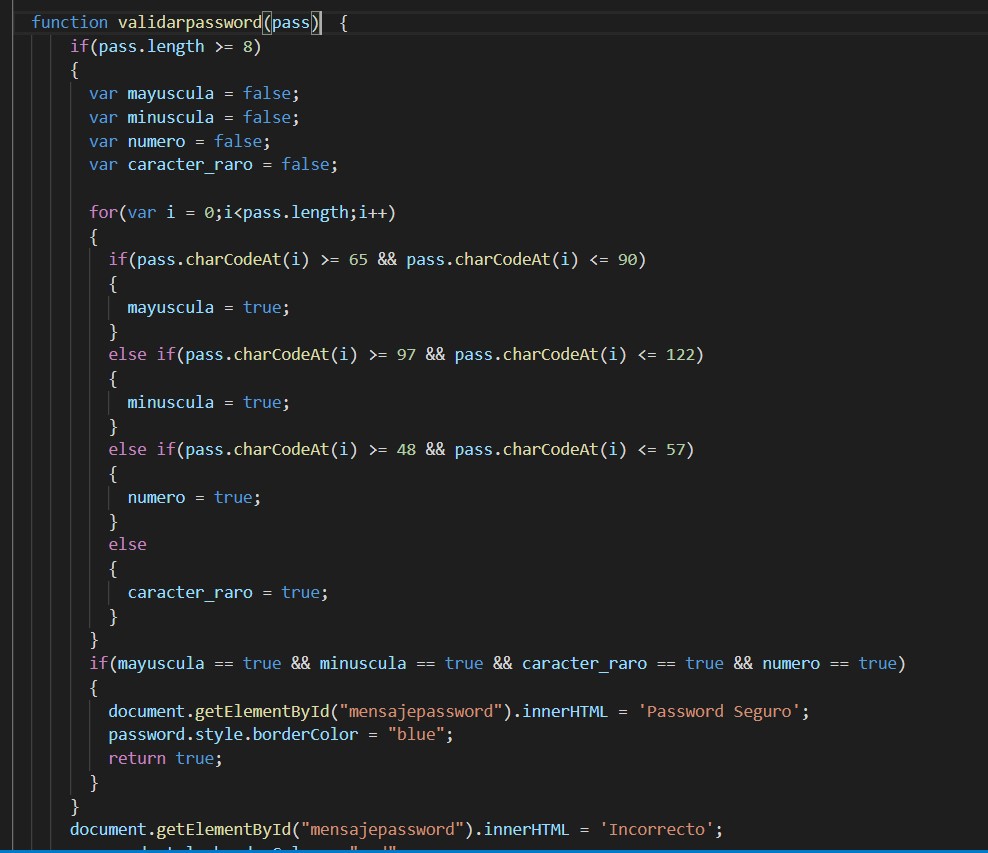 function validarpassword(pass)  {
if(pass.length >= 8)
{
var mayuscula = false;
var minuscula = false;
var numero = false;
var caracter_raro = false;
for(var i = 0;i<pass.length;i++)
{
if(pass.charCodeAt(i) >= 65 && pass.charCodeAt(i) <= 90)
{
mayuscula = true;
}
else if(pass.charCodeAt(i) >= 97 && pass.charCodeAt(i) <= 122)
{
minuscula = true;
}
else if(pass.charCodeAt(i) >= 48 && pass.charCodeAt(i) <= 57)
{
numero = true;
}
else
{
caracter_raro = true;
}
}
if(mayuscula == true && minuscula == true && caracter_raro == true && numero == true)
{
document.getElementById("mensajepassword").innerHTML = 'Password Seguro';
password.style.borderColor = "blue";
return true;
}
}
document.getElementById("mensajepassword").innerHTML = 'Incorrecto';